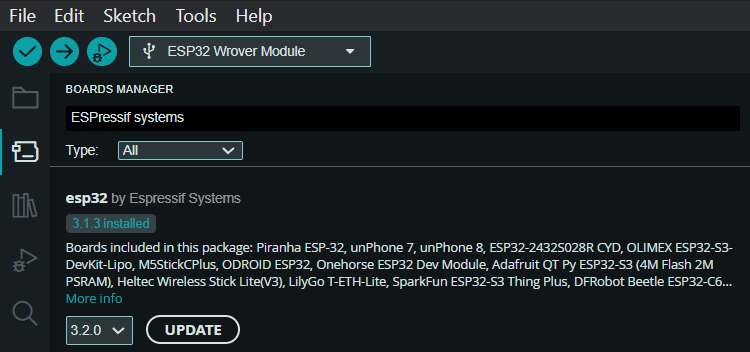 File Edit Sketch Tools Help
ESP32 Wrover Module
BOARDS MANAGER
ESPressif systems
Type: All
esp32 by Espressif Systems
3.1.3 installed
Boards included in this package: Piranha ESP-32, unPhone 7, unPhone 8, ESP32-2432S028R CYD, OLIMEX ESP32-S3-
DevKit-Lipo, M5StickCPlus, ODROID ESP32, Onehorse ESP32 Dev Module, Adafruit QT Py ESP32-S3 (4M Flash 2M
PSRAM), Heltec Wireless Stick Lite(V3), LilyGo T-ETH-Lite, SparkFun ESP32-S3 Thing Plus, DFRobot Beetle ESP32-C6...
More info
3.2.0 UPDATE